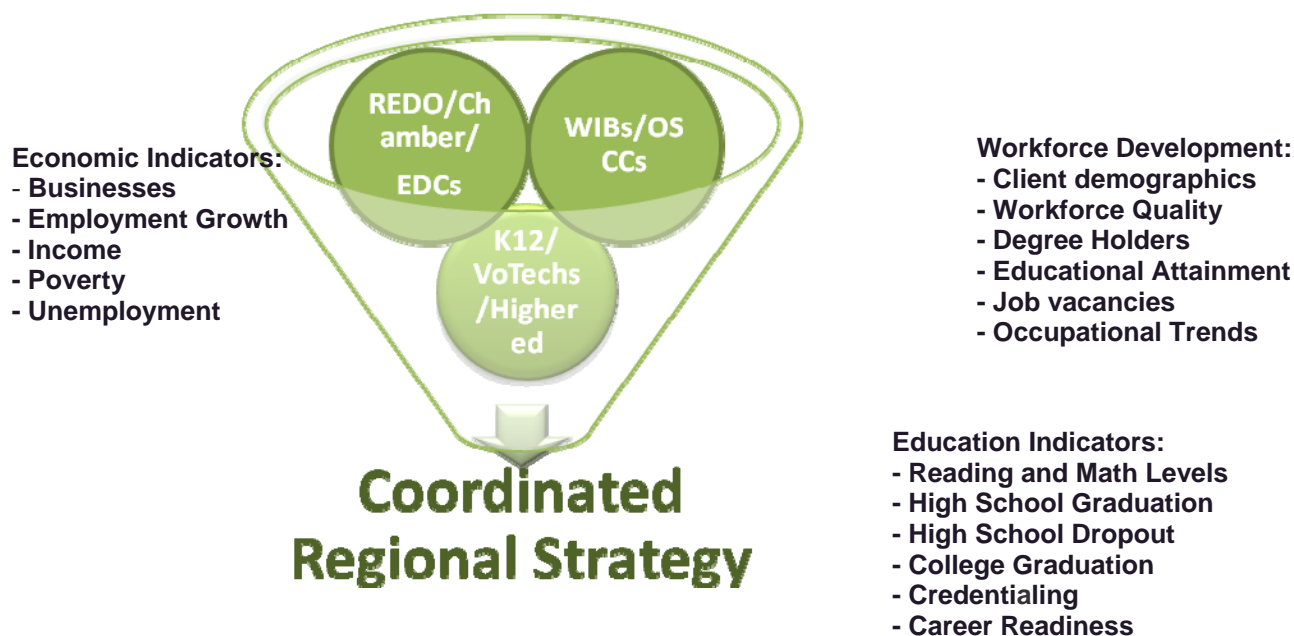 REDO/Ch
amber/
EDCs
WIBs/OS
CCs
K12/
VoTechs
/Higher
ed
Economic Indicators:
- Businesses
- Employment Growth
- Income
- Poverty
- Unemployment
Workforce Development:
- Client demographics
- Workforce Quality
- Degree Holders
- Educational Attainment
- Job vacancies
- Occupational Trends
Coordinated
Regional Strategy
Education Indicators:
- Reading and Math Levels
- High School Graduation
- High School Dropout
- College Graduation
- Credentialing
- Career Readiness